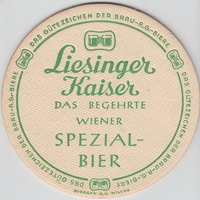 DAS GÜTEZEICHEN DER BRAU-A.G.-BIERE
Liesinger
Kaiser
DAS BEGEHRTE
WIENER
SPEZIAL-
BIER
DAS GÜTEZEICHEN DER BRAU-A.G.-BIERE
DAS GÜTEZEICHEN DER BRAU-A.G.-BIERE